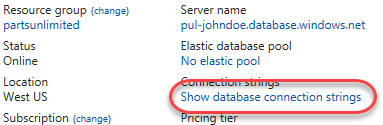 Resource group (change)
partsunlimited
Server name
pul-johndoe.database.windows.net
Status
Online
Elastic database pool
No elastic pool
Location
West US
Connection strings
Show database connection strings
Subscription (change)
Pricing tier